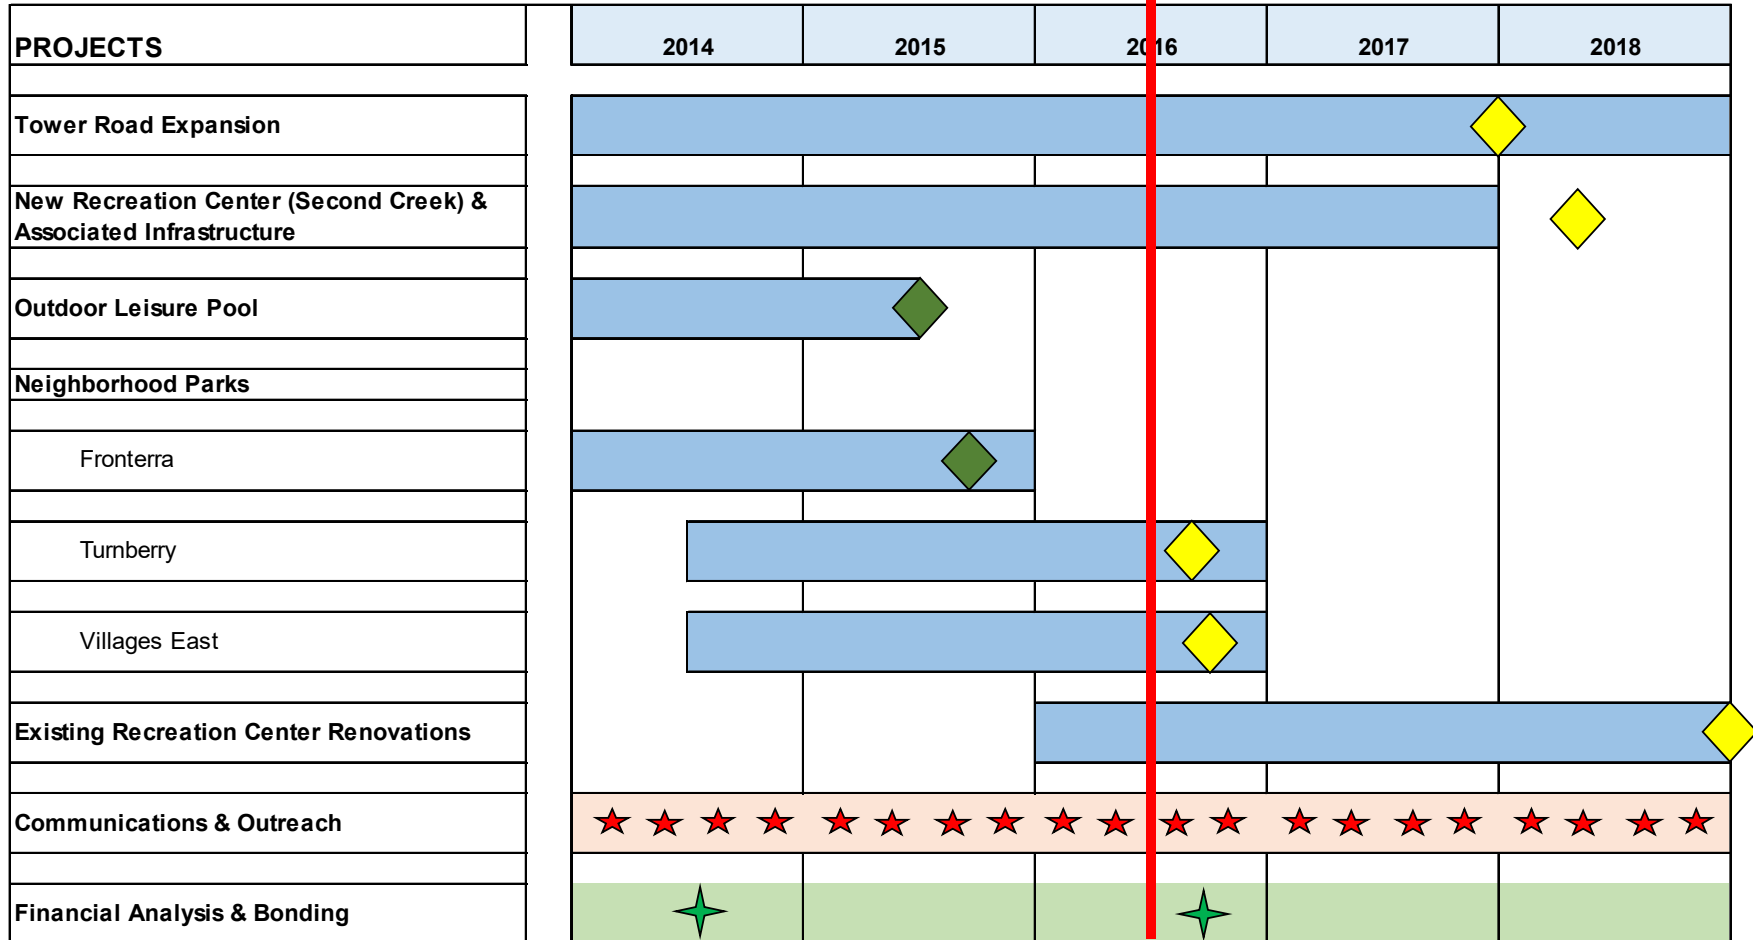 PROJECTS 2014 2015 2016 2017 2018
Tower Road Expansion
New Recreation Center (Second Creek) &
Associated Infrastructure
Outdoor Leisure Pool
Neighborhood Parks
Fronterra
Turnberry
Villages East
Existing Recreation Center Renovations
Communications & Outreach
Financial Analysis & Bonding